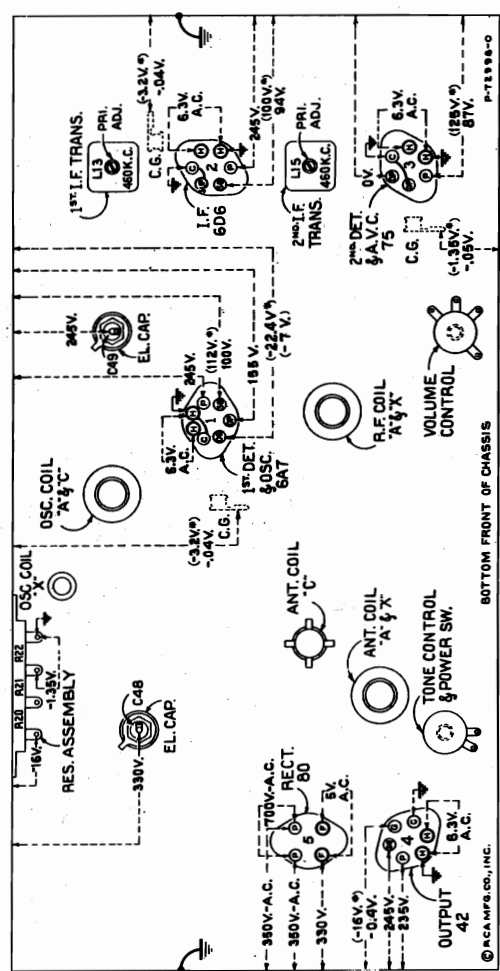 (-3.2V.*)
-.04V.
1ST. I.F. TRANS.
L13
460K.C.
PRI.
ADJ.
C.G.
6.3V.
A.C.
2
H
H
C
P
I.F.
6D6
245V.
(100V.*)
94V.
2ND. I.F.
TRANS.
L15
460K.C.
PRI.
ADJ.
0V.
6.3V.
A.C.
3
H
H
C
P
2ND. DET.
& A.V.C.
75
C.G.
(125V.*)
87V.
(-1.35V.*)
-.05V.
P-72998-0
245V.
C49
EL.CAP.
245V.
(112V.*)
100V.
155V.
(-22.4V.*)
(-7V.)
6.3V.
A.C.
1
H
H
C
P
1ST. DET.
& OSC.
6A7
R.F. COIL
"A" & "X"
VOLUME
CONTROL
OSC. COIL
"A" & "C"
C.G.
(-3.2V.*)
-.04V.
OSC COIL
"X"
R22
R21
R20
-1.35V.
-16V.
RES. ASSEMBLY
ANT. COIL
"C"
C48
EL.CAP.
330V.
ANT. COIL
"A" & "X"
TONE CONTROL
& POWER SW.
BOTTOM FRONT OF CHASSIS
700V.-A.C.
RECT.
80
5
P
P
F
F
5V.
A.C.
350V.-A.C.
350V.-A.C.
330V.
(-16V.*)
-0.4V.
245V.
235V.
4
G
C
P
H
H
6.3V.
A.C.
OUTPUT
42
© RCA MFG. CO., INC.